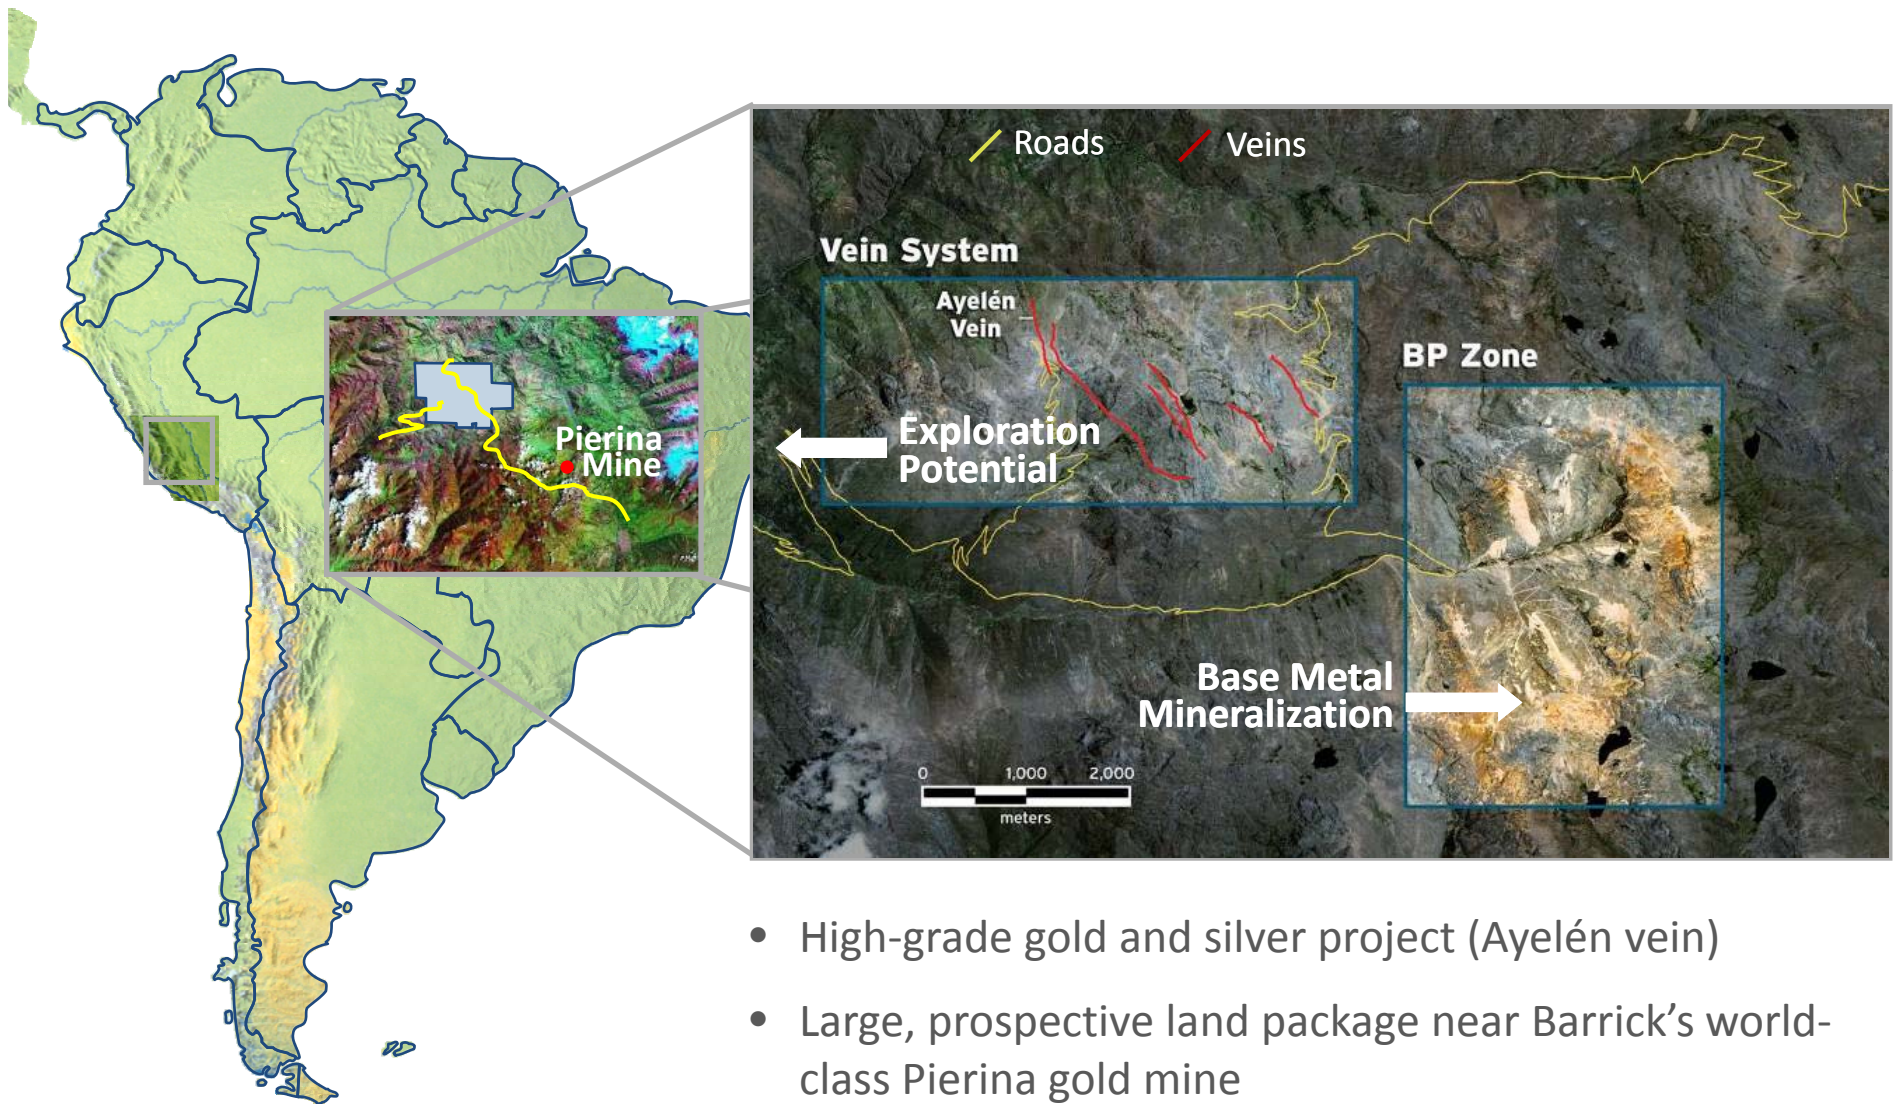 Roads
Veins
Vein System
Ayelén
Vein
BP Zone
Exploration
Potential
Pierina
Mine
Base Metal
Mineralization
0 1,000 2,000
meters
• High-grade gold and silver project (Ayelén vein)
• Large, prospective land package near Barrick’s world-
class Pierina gold mine